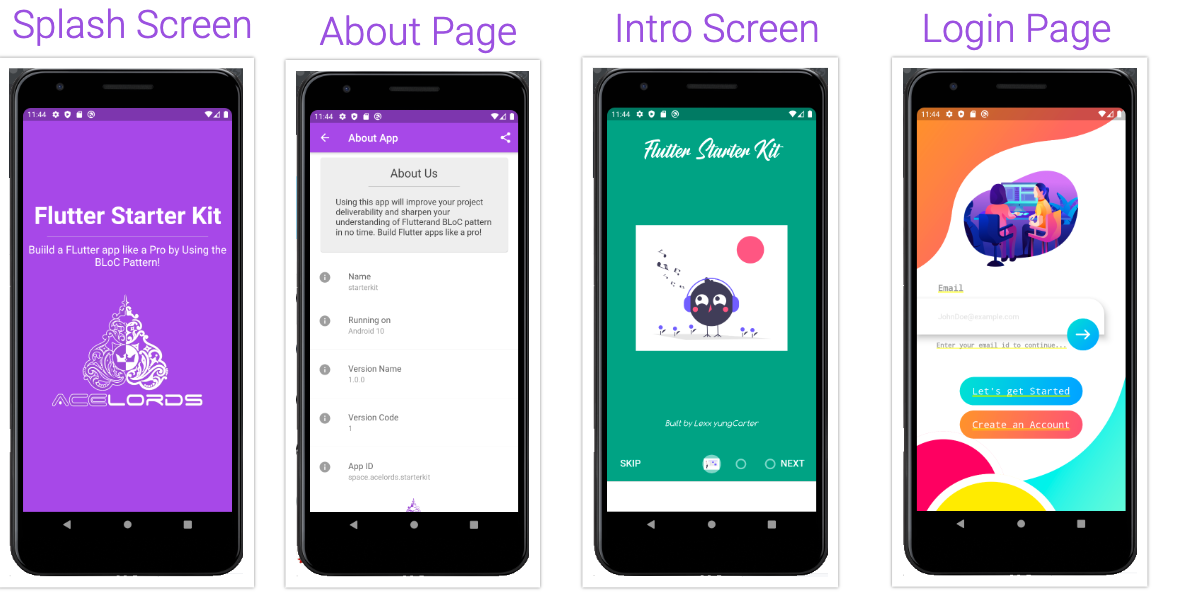 Splash Screen
11:44
Flutter Starter Kit
Buiild a FLutter app like a Pro by Using the
BLoC Pattern!
ACELORDS
About Page
11:44
About App
About Us
Using this app will improve your project
deliverability and sharpen your
understanding of Flutterand BLoC pattern
in no time. Build Flutter apps like a pro!
Name
starterkit
Running on
Android 10
Version Name
1.0.0
Version Code
1
App ID
space.acelords.starterkit
Intro Screen
11:44
Flutter Starter Kit
Built by Lexx yungCarter
SKIP
NEXT
Login Page
11:44
Email
JohnDoe@example.com
Enter your email id to continue...
Let's get Started
Create an Account